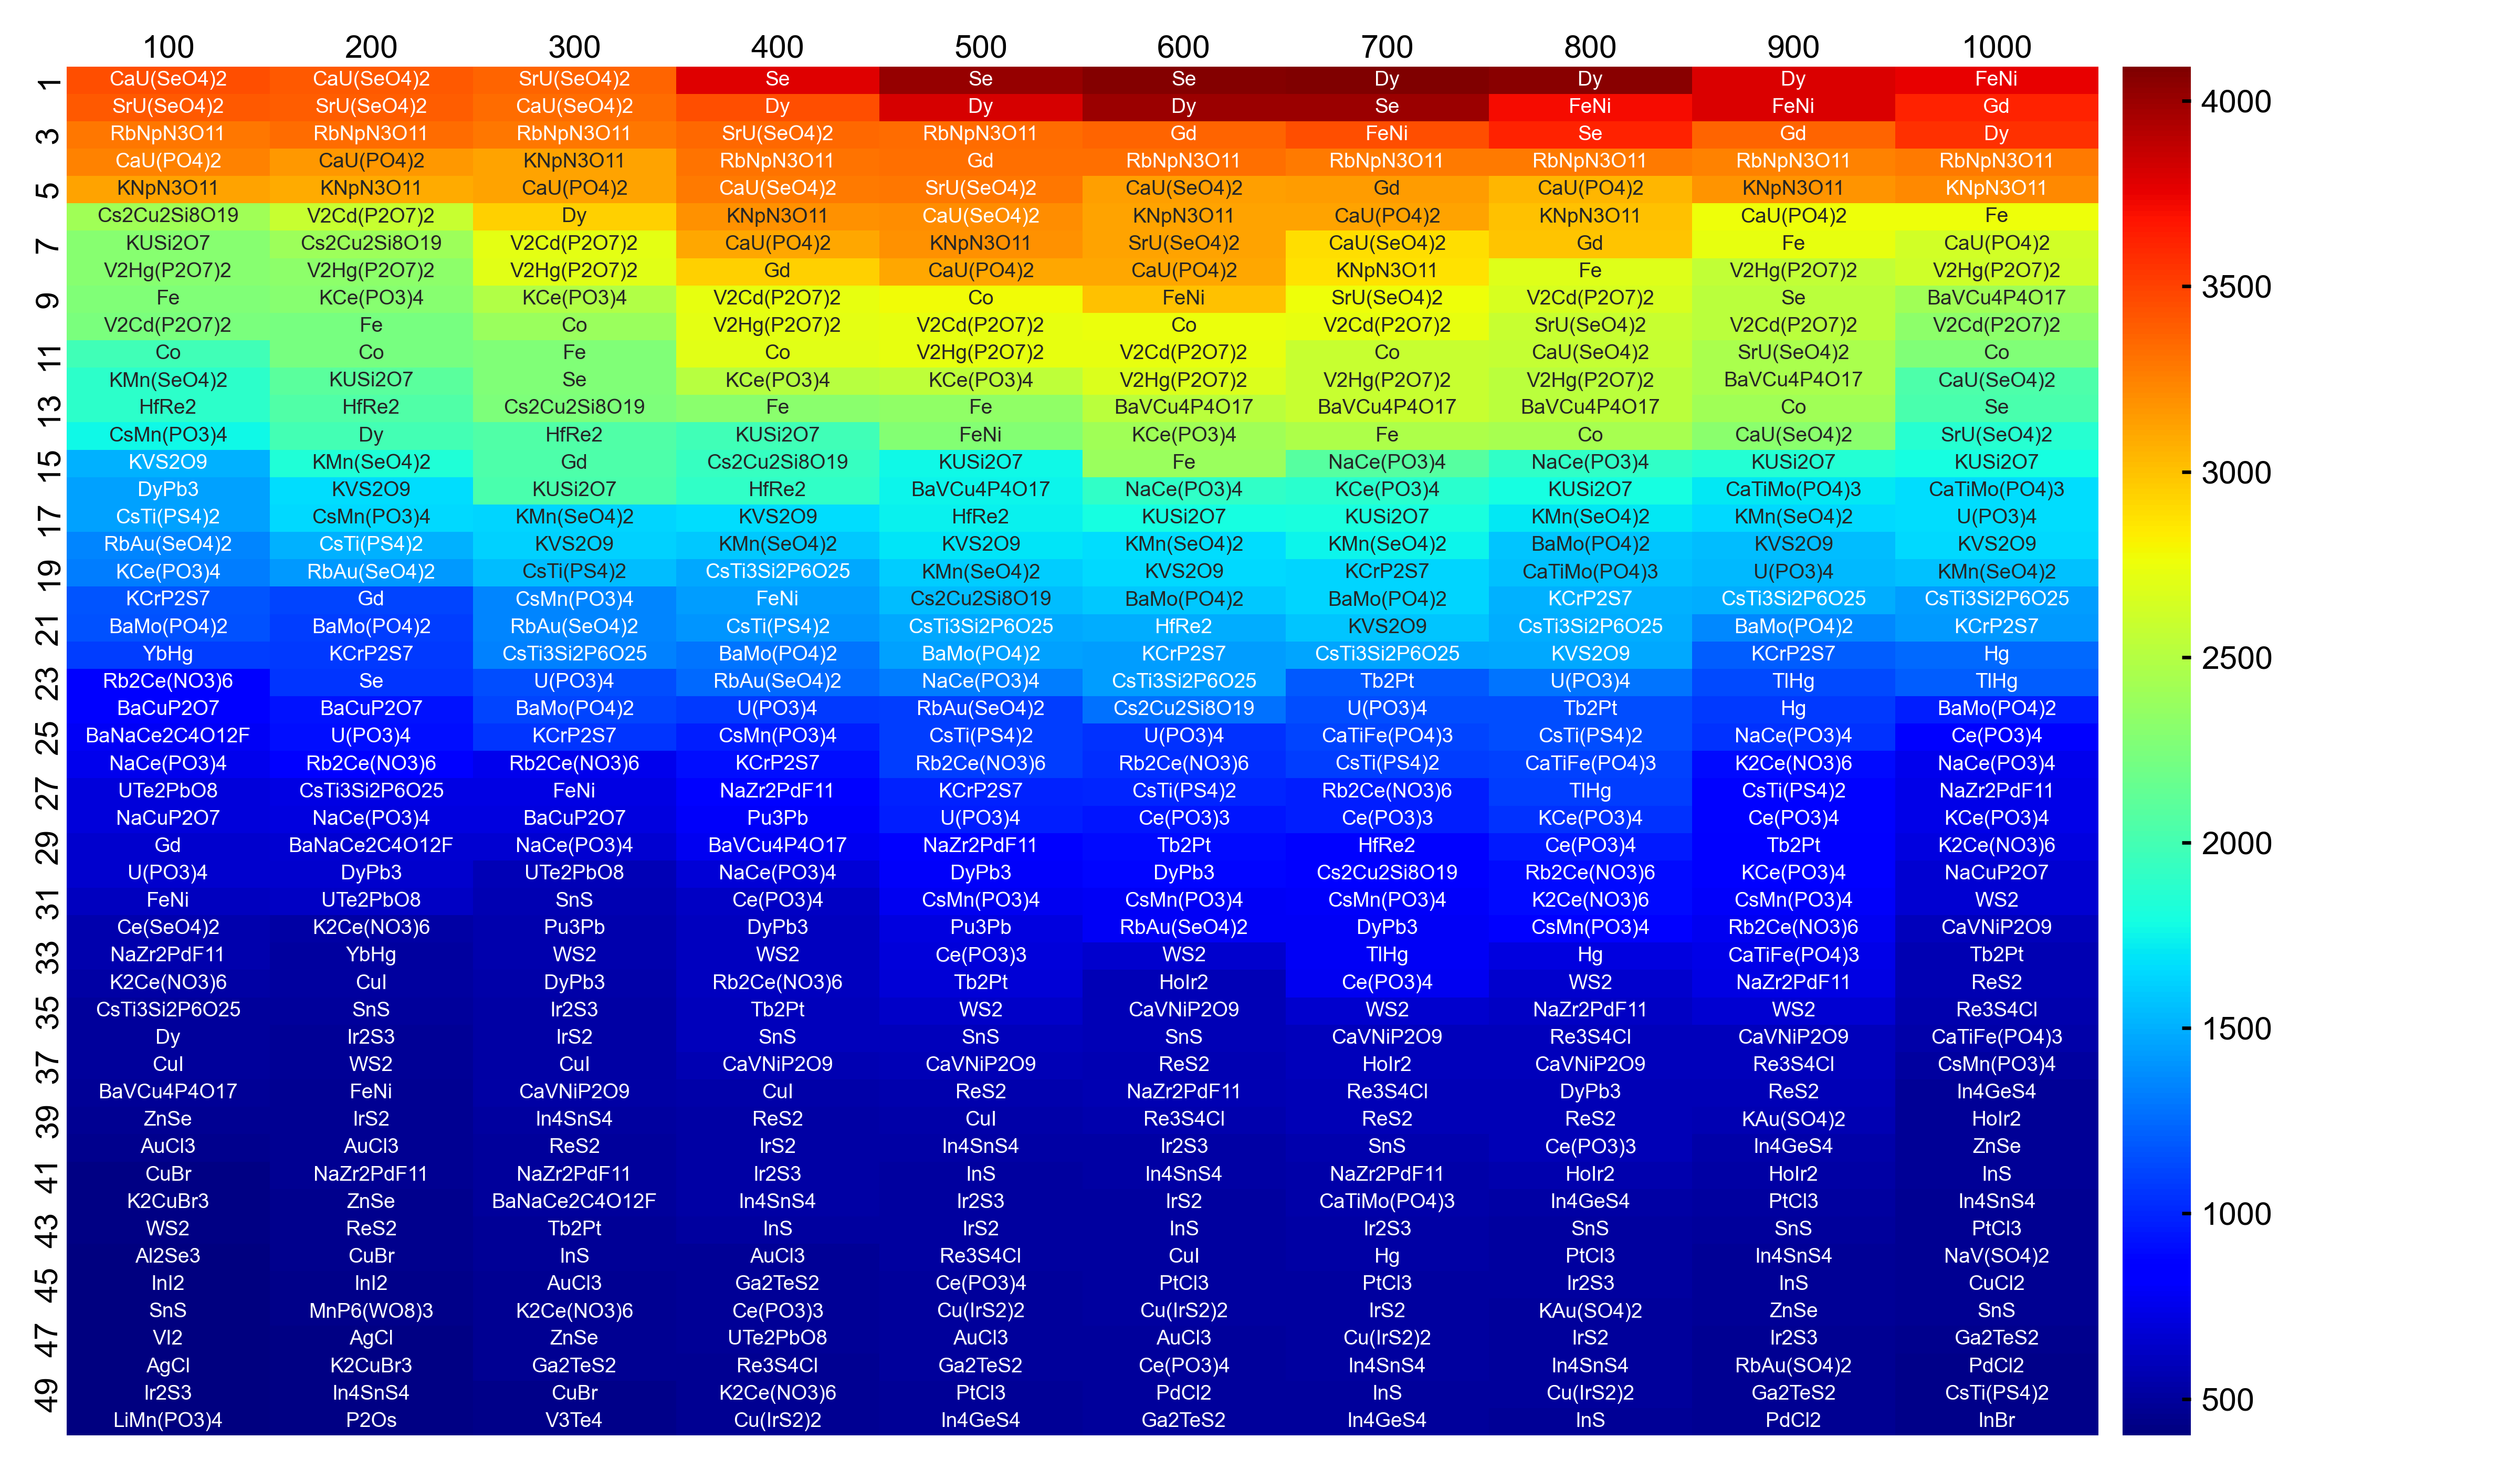 100 200 300 400 500 600 700 800 900 1000
1 CaU(SeO4)2 CaU(SeO4)2 SrU(SeO4)2 Se Se Se Dy Dy Dy FeNi 4000
SrU(SeO4)2 SrU(SeO4)2 CaU(SeO4)2 Dy Dy Dy Se FeNi FeNi Gd
3 RbNpN3O11 RbNpN3O11 RbNpN3O11 SrU(SeO4)2 RbNpN3O11 Gd FeNi Se Gd Dy
CaU(PO4)2 CaU(PO4)2 KNpN3O11 RbNpN3O11 Gd RbNpN3O11 RbNpN3O11 RbNpN3O11 RbNpN3O11 RbNpN3O11
5 KNpN3O11 KNpN3O11 CaU(PO4)2 CaU(SeO4)2 SrU(SeO4)2 CaU(SeO4)2 Gd CaU(PO4)2 KNpN3O11 KNpN3O11
Cs2Cu2Si8O19 V2Cd(P2O7)2 Dy KNpN3O11 CaU(SeO4)2 KNpN3O11 CaU(PO4)2 KNpN3O11 CaU(PO4)2 Fe
7 KUSi2O7 Cs2Cu2Si8O19 V2Cd(P2O7)2 CaU(PO4)2 KNpN3O11 SrU(SeO4)2 CaU(SeO4)2 Gd Fe CaU(PO4)2
V2Hg(P2O7)2 V2Hg(P2O7)2 V2Hg(P2O7)2 Gd CaU(PO4)2 CaU(PO4)2 KNpN3O11 Fe V2Hg(P2O7)2 V2Hg(P2O7)2
9 Fe KCe(PO3)4 KCe(PO3)4 V2Cd(P2O7)2 Co FeNi SrU(SeO4)2 V2Cd(P2O7)2 Se BaVCu4P4O17 3500
V2Cd(P2O7)2 Fe Co V2Hg(P2O7)2 V2Cd(P2O7)2 Co V2Cd(P2O7)2 SrU(SeO4)2 V2Cd(P2O7)2 V2Cd(P2O7)2
11 Co Co Fe Co V2Hg(P2O7)2 V2Cd(P2O7)2 Co CaU(SeO4)2 SrU(SeO4)2 Co
KMn(SeO4)2 KUSi2O7 Se KCe(PO3)4 KCe(PO3)4 V2Hg(P2O7)2 V2Hg(P2O7)2 V2Hg(P2O7)2 BaVCu4P4O17 CaU(SeO4)2
13 HfRe2 HfRe2 Cs2Cu2Si8O19 Fe Fe BaVCu4P4O17 BaVCu4P4O17 BaVCu4P4O17 Co Se
CsMn(PO3)4 Dy HfRe2 KUSi2O7 FeNi KCe(PO3)4 Fe Co CaU(SeO4)2 SrU(SeO4)2
15 KVS2O9 KMn(SeO4)2 Gd Cs2Cu2Si8O19 KUSi2O7 Fe NaCe(PO3)4 NaCe(PO3)4 KUSi2O7 KUSi2O7 3000
DyPb3 KVS2O9 KUSi2O7 HfRe2 BaVCu4P4O17 NaCe(PO3)4 KCe(PO3)4 KUSi2O7 CaTiMo(PO4)3 CaTiMo(PO4)3
17 CsTi(PS4)2 CsMn(PO3)4 KMn(SeO4)2 KVS2O9 HfRe2 KUSi2O7 KUSi2O7 KMn(SeO4)2 KMn(SeO4)2 U(PO3)4
RbAu(SeO4)2 CsTi(PS4)2 KVS2O9 KMn(SeO4)2 KVS2O9 KMn(SeO4)2 KMn(SeO4)2 BaMo(PO4)2 KVS2O9 KVS2O9
19 KCe(PO3)4 RbAu(SeO4)2 CsTi(PS4)2 CsTi3Si2P6O25 KMn(SeO4)2 KVS2O9 KCrP2S7 CaTiMo(PO4)3 U(PO3)4 KMn(SeO4)2
KCrP2S7 Gd CsMn(PO3)4 FeNi Cs2Cu2Si8O19 BaMo(PO4)2 BaMo(PO4)2 KCrP2S7 CsTi3Si2P6O25 CsTi3Si2P6O25
21 BaMo(PO4)2 BaMo(PO4)2 RbAu(SeO4)2 CsTi(PS4)2 CsTi3Si2P6O25 HfRe2 KVS2O9 CsTi3Si2P6O25 BaMo(PO4)2 KCrP2S7
YbHg KCrP2S7 CsTi3Si2P6O25 BaMo(PO4)2 BaMo(PO4)2 KCrP2S7 CsTi3Si2P6O25 KVS2O9 KCrP2S7 Hg 2500
23 Rb2Ce(NO3)6 Se U(PO3)4 RbAu(SeO4)2 NaCe(PO3)4 CsTi3Si2P6O25 Tb2Pt U(PO3)4 TlHg TlHg
BaCuP2O7 BaCuP2O7 BaMo(PO4)2 U(PO3)4 RbAu(SeO4)2 Cs2Cu2Si8O19 U(PO3)4 Tb2Pt Hg BaMo(PO4)2
25 BaNaCe2C4O12F U(PO3)4 KCrP2S7 CsMn(PO3)4 CsTi(PS4)2 U(PO3)4 CaTiFe(PO4)3 CsTi(PS4)2 NaCe(PO3)4 Ce(PO3)4
NaCe(PO3)4 Rb2Ce(NO3)6 Rb2Ce(NO3)6 KCrP2S7 Rb2Ce(NO3)6 Rb2Ce(NO3)6 CsTi(PS4)2 CaTiFe(PO4)3 K2Ce(NO3)6 NaCe(PO3)4
27 UTe2PbO8 CsTi3Si2P6O25 FeNi NaZr2PdF11 KCrP2S7 CsTi(PS4)2 Rb2Ce(NO3)6 TlHg CsTi(PS4)2 NaZr2PdF11
NaCuP2O7 NaCe(PO3)4 BaCuP2O7 Pu3Pb U(PO3)4 Ce(PO3)3 Ce(PO3)3 KCe(PO3)4 Ce(PO3)4 KCe(PO3)4
29 Gd BaNaCe2C4O12F NaCe(PO3)4 BaVCu4P4O17 NaZr2PdF11 Tb2Pt HfRe2 Ce(PO3)4 Tb2Pt K2Ce(NO3)6 2000
U(PO3)4 DyPb3 UTe2PbO8 NaCe(PO3)4 DyPb3 DyPb3 Cs2Cu2Si8O19 Rb2Ce(NO3)6 KCe(PO3)4 NaCuP2O7
31 FeNi UTe2PbO8 SnS Ce(PO3)4 CsMn(PO3)4 CsMn(PO3)4 CsMn(PO3)4 K2Ce(NO3)6 CsMn(PO3)4 WS2
Ce(SeO4)2 K2Ce(NO3)6 Pu3Pb DyPb3 Pu3Pb RbAu(SeO4)2 DyPb3 CsMn(PO3)4 Rb2Ce(NO3)6 CaVNiP2O9
33 NaZr2PdF11 YbHg WS2 WS2 Ce(PO3)3 WS2 TlHg Hg CaTiFe(PO4)3 Tb2Pt
K2Ce(NO3)6 CuI DyPb3 Rb2Ce(NO3)6 Tb2Pt HoIr2 Ce(PO3)4 WS2 NaZr2PdF11 ReS2
35 CsTi3Si2P6O25 SnS Ir2S3 Tb2Pt WS2 CaVNiP2O9 WS2 NaZr2PdF11 WS2 Re3S4Cl
Dy Ir2S3 IrS2 SnS SnS SnS CaVNiP2O9 Re3S4Cl CaVNiP2O9 CaTiFe(PO4)3 1500
37 CuI WS2 CuI CaVNiP2O9 CaVNiP2O9 ReS2 HoIr2 CaVNiP2O9 Re3S4Cl CsMn(PO3)4
BaVCu4P4O17 FeNi CaVNiP2O9 CuI ReS2 NaZr2PdF11 Re3S4Cl DyPb3 ReS2 In4GeS4
39 ZnSe IrS2 In4SnS4 ReS2 CuI Re3S4Cl ReS2 ReS2 KAu(SO4)2 HoIr2
AuCl3 AuCl3 ReS2 IrS2 In4SnS4 Ir2S3 SnS Ce(PO3)3 In4GeS4 ZnSe
41 CuBr NaZr2PdF11 NaZr2PdF11 Ir2S3 InS In4SnS4 NaZr2PdF11 HoIr2 HoIr2 InS
K2CuBr3 ZnSe BaNaCe2C4O12F In4SnS4 Ir2S3 IrS2 CaTiMo(PO4)3 In4GeS4 PtCl3 In4SnS4
43 WS2 ReS2 Tb2Pt InS IrS2 InS Ir2S3 SnS SnS PtCl3 1000
Al2Se3 CuBr InS AuCl3 Re3S4Cl CuI Hg PtCl3 In4SnS4 NaV(SO4)2
45 InI2 InI2 AuCl3 Ga2TeS2 Ce(PO3)4 PtCl3 PtCl3 Ir2S3 InS CuCl2
SnS MnP6(WO8)3 K2Ce(NO3)6 Ce(PO3)3 Cu(IrS2)2 Cu(IrS2)2 IrS2 KAu(SO4)2 ZnSe SnS
47 VI2 AgCl ZnSe UTe2PbO8 AuCl3 AuCl3 Cu(IrS2)2 IrS2 Ir2S3 Ga2TeS2
AgCl K2CuBr3 Ga2TeS2 Re3S4Cl Ga2TeS2 Ce(PO3)4 In4SnS4 In4SnS4 RbAu(SO4)2 PdCl2
49 Ir2S3 In4SnS4 CuBr K2Ce(NO3)6 PtCl3 PdCl2 InS Cu(IrS2)2 Ga2TeS2 CsTi(PS4)2 500
LiMn(PO3)4 P2Os V3Te4 Cu(IrS2)2 In4GeS4 Ga2TeS2 In4GeS4 InS PdCl2 InBr